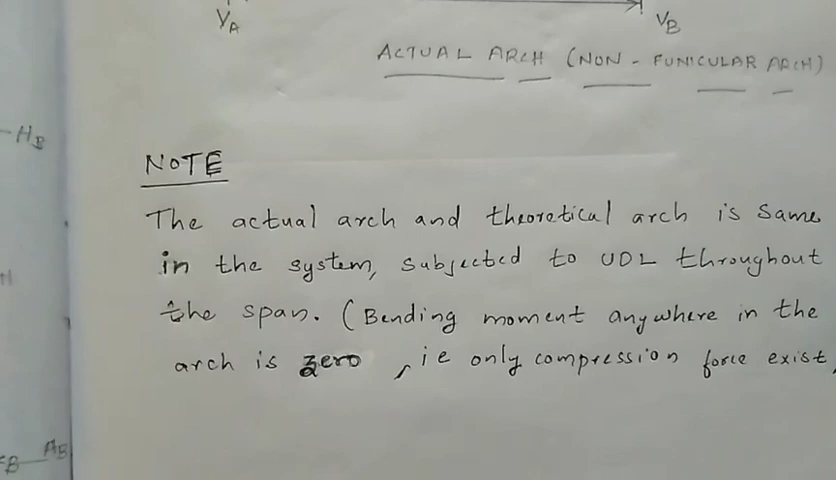 VA
VB
ACTUAL ARCH (NON - FUNICULAR ARCH)
HB
NOTE
The actual arch and theoretical arch is same
in the system, subjected to UDL throughout
the span. (Bending moment anywhere in the
arch is zero, ie only compression force exist,
AB